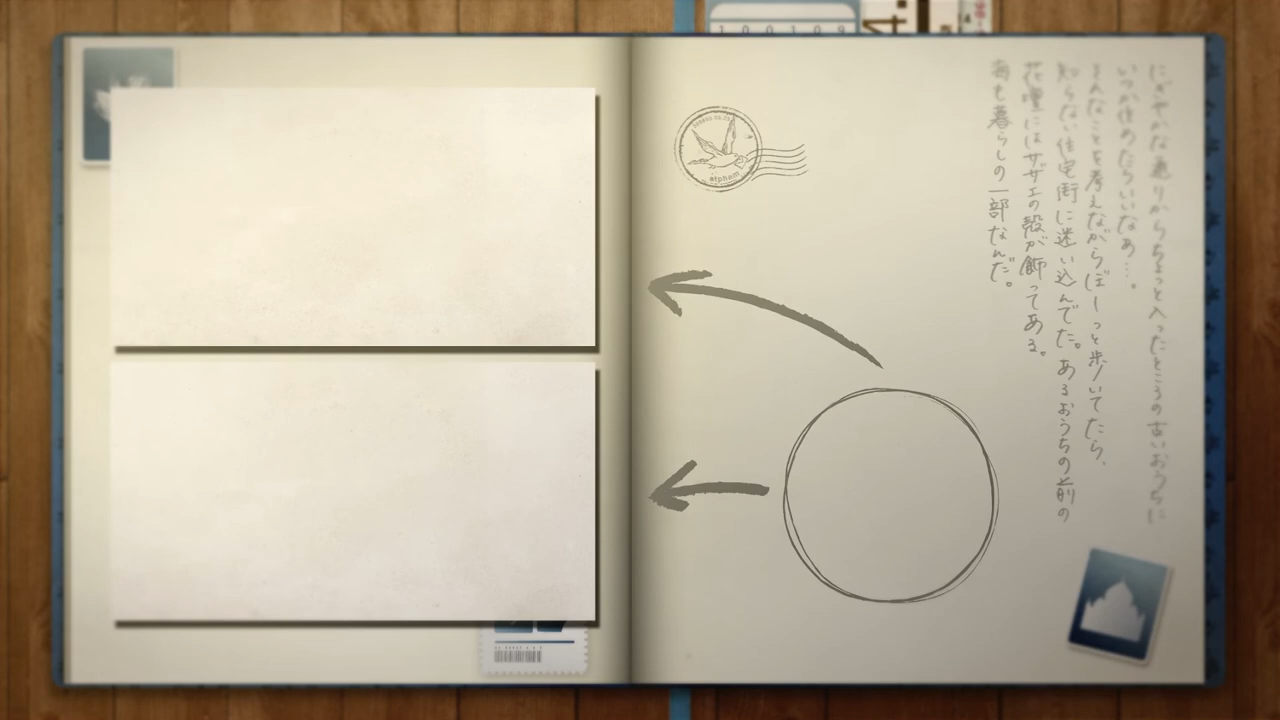 にぎやかな通りからちょっと入ったところの古いおうちに
いつか住めたらいいなあ…。
そんなことを考えながらぼーっと歩いてたら、
知らない住宅街に迷い込んでた。あるおうちの前の
花壇にはサザエの殻が飾ってある。
海も暮らしの一部なんだ。
atpham
100109